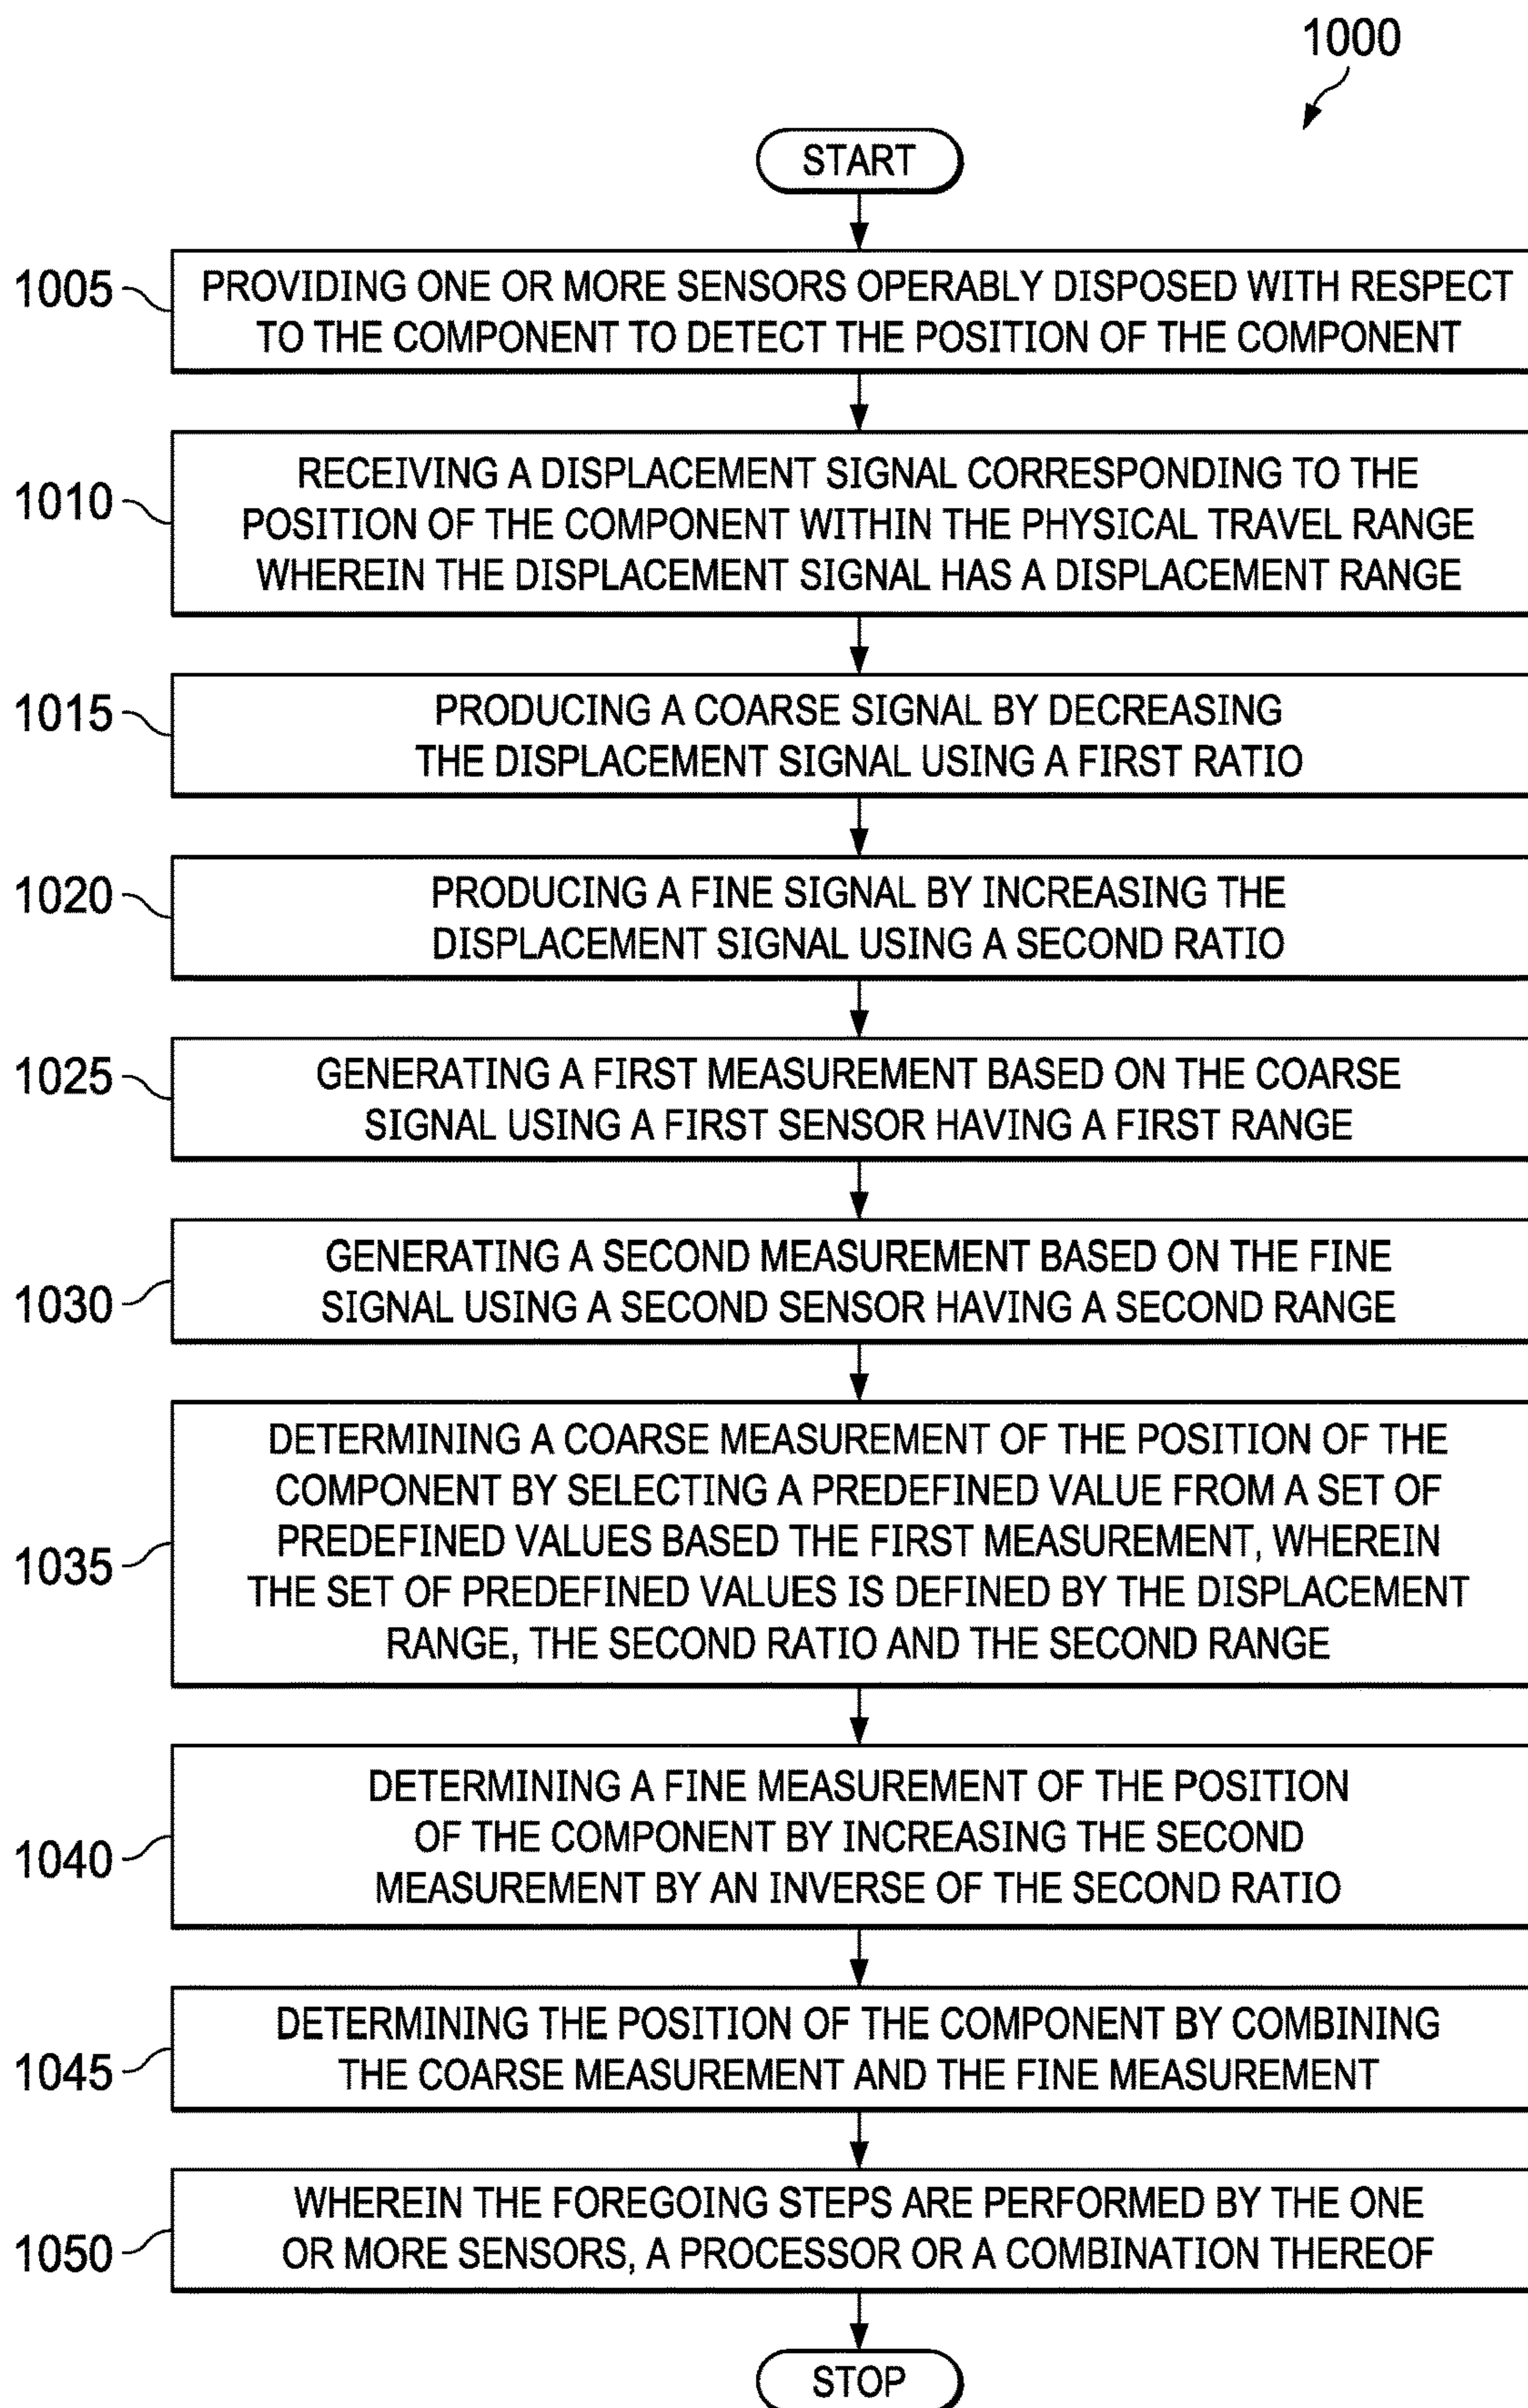 1000
START
1005
PROVIDING ONE OR MORE SENSORS OPERABLY DISPOSED WITH RESPECT
TO THE COMPONENT TO DETECT THE POSITION OF THE COMPONENT
1010
RECEIVING A DISPLACEMENT SIGNAL CORRESPONDING TO THE
POSITION OF THE COMPONENT WITHIN THE PHYSICAL TRAVEL RANGE
WHEREIN THE DISPLACEMENT SIGNAL HAS A DISPLACEMENT RANGE
1015
PRODUCING A COARSE SIGNAL BY DECREASING
THE DISPLACEMENT SIGNAL USING A FIRST RATIO
1020
PRODUCING A FINE SIGNAL BY INCREASING THE
DISPLACEMENT SIGNAL USING A SECOND RATIO
1025
GENERATING A FIRST MEASUREMENT BASED ON THE COARSE
SIGNAL USING A FIRST SENSOR HAVING A FIRST RANGE
1030
GENERATING A SECOND MEASUREMENT BASED ON THE FINE
SIGNAL USING A SECOND SENSOR HAVING A SECOND RANGE
1035
DETERMINING A COARSE MEASUREMENT OF THE POSITION OF THE
COMPONENT BY SELECTING A PREDEFINED VALUE FROM A SET OF
PREDEFINED VALUES BASED THE FIRST MEASUREMENT, WHEREIN
THE SET OF PREDEFINED VALUES IS DEFINED BY THE DISPLACEMENT
RANGE, THE SECOND RATIO AND THE SECOND RANGE
1040
DETERMINING A FINE MEASUREMENT OF THE POSITION
OF THE COMPONENT BY INCREASING THE SECOND
MEASUREMENT BY AN INVERSE OF THE SECOND RATIO
1045
DETERMINING THE POSITION OF THE COMPONENT BY COMBINING
THE COARSE MEASUREMENT AND THE FINE MEASUREMENT
1050
WHEREIN THE FOREGOING STEPS ARE PERFORMED BY THE ONE
OR MORE SENSORS, A PROCESSOR OR A COMBINATION THEREOF
STOP